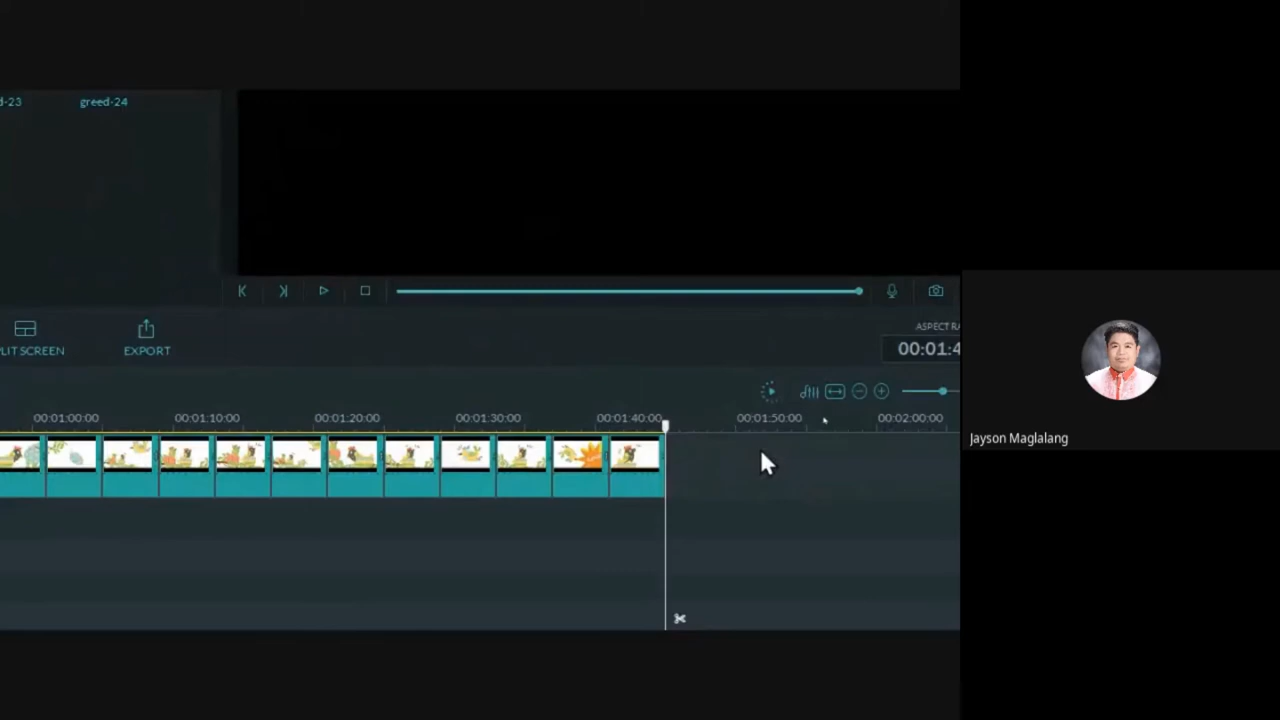 d-23
greed-24
LIT SCREEN
EXPORT
ASPECT RA
00:01:4
00:01:00:00
00:01:10:00
00:01:20:00
00:01:30:00
00:01:40:00
00:01:50:00
00:02:00:00
Jayson Maglalang